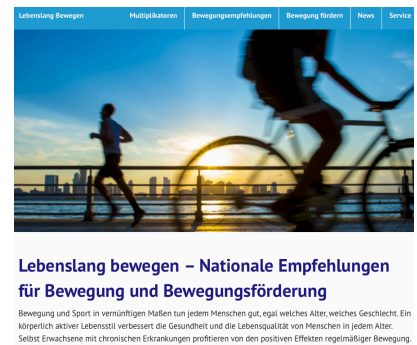 Lebenslang Bewegen Multiplikatoren Bewegungsempfehlungen Bewegung fördern News Service
Lebenslang bewegen – Nationale Empfehlungen
für Bewegung und Bewegungsförderung
Bewegung und Sport in vernünftigen Maßen tun jedem Menschen gut, egal welches Alter, welches Geschlecht. Ein
körperlich aktiver Lebensstil verbessert die Gesundheit und die Lebensqualität von Menschen in jedem Alter.
Selbst Erwachsene mit chronischen Erkrankungen profitieren von den positiven Effekten regelmäßiger Bewegung.